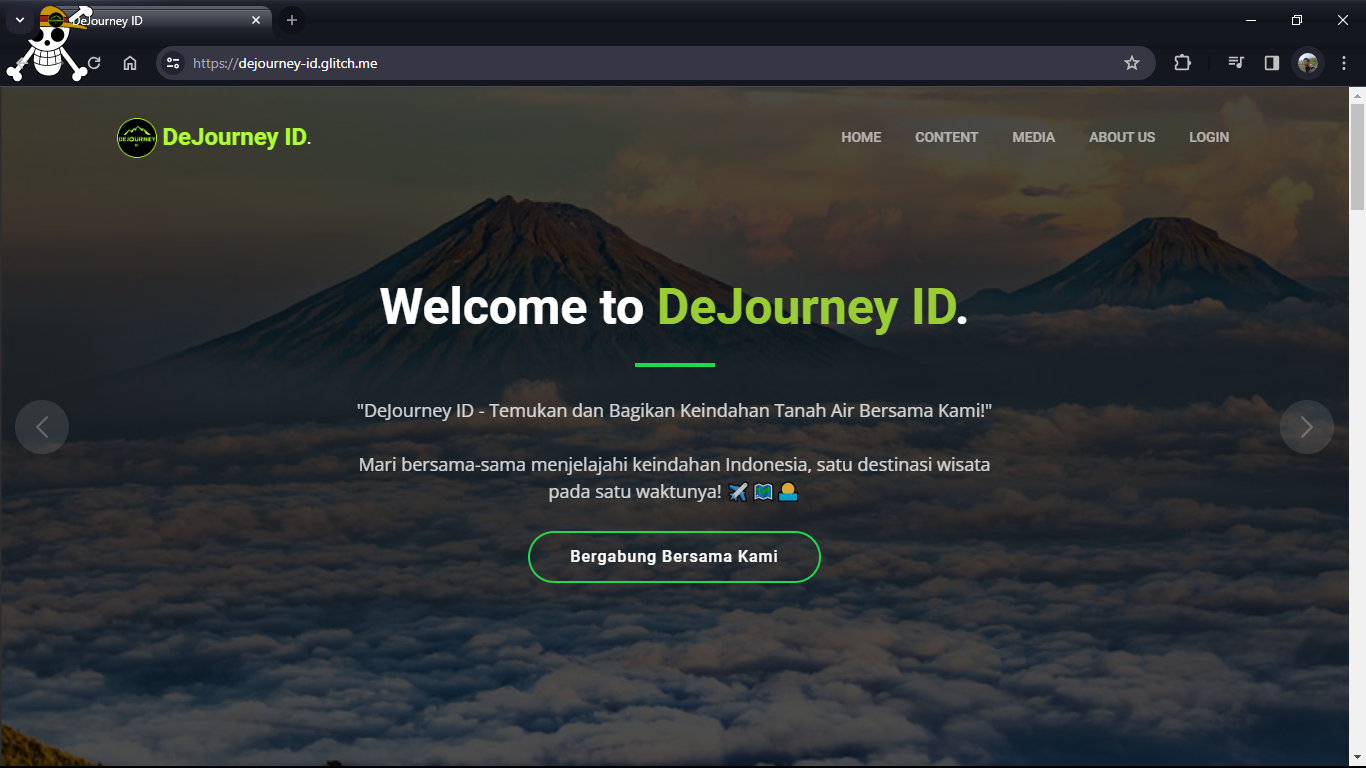 DeJourney ID
https://dejourney-id.glitch.me
DEJOURNEY
DeJourney ID.
HOME CONTENT MEDIA ABOUT US LOGIN
Welcome to DeJourney ID.
"DeJourney ID - Temukan dan Bagikan Keindahan Tanah Air Bersama Kami!"
Mari bersama-sama menjelajahi keindahan Indonesia, satu destinasi wisata
pada satu waktunya! ✈️ 🗺️ 🌅
Bergabung Bersama Kami